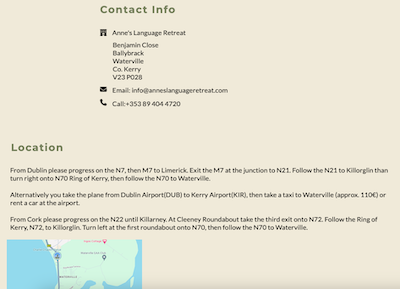 Contact Info
Anne's Language Retreat
Benjamin Close
Ballybrack
Waterville
Co. Kerry
V23 P028
Email: info@anneslanguageretreat.com
Call:+353 89 404 4720
Location
From Dublin please progress on the N7, then M7 to Limerick. Exit the M7 at the junction to N21. Follow the N21 to Killorglin than
turn right onto N70 Ring of Kerry, then follow the N70 to Waterville.
Alternatively you take the plane from Dublin Airport(DUB) to Kerry Airport(KIR), then take a taxi to Waterville (approx. 110€) or
rent a car at the airport.
From Cork please progress on the N22 until Killarney. At Cleeney Roundabout take the third exit onto N72. Follow the Ring of
Kerry, N72, to Killorglin. Turn left at the first roundabout onto N70, then follow the N70 to Waterville.